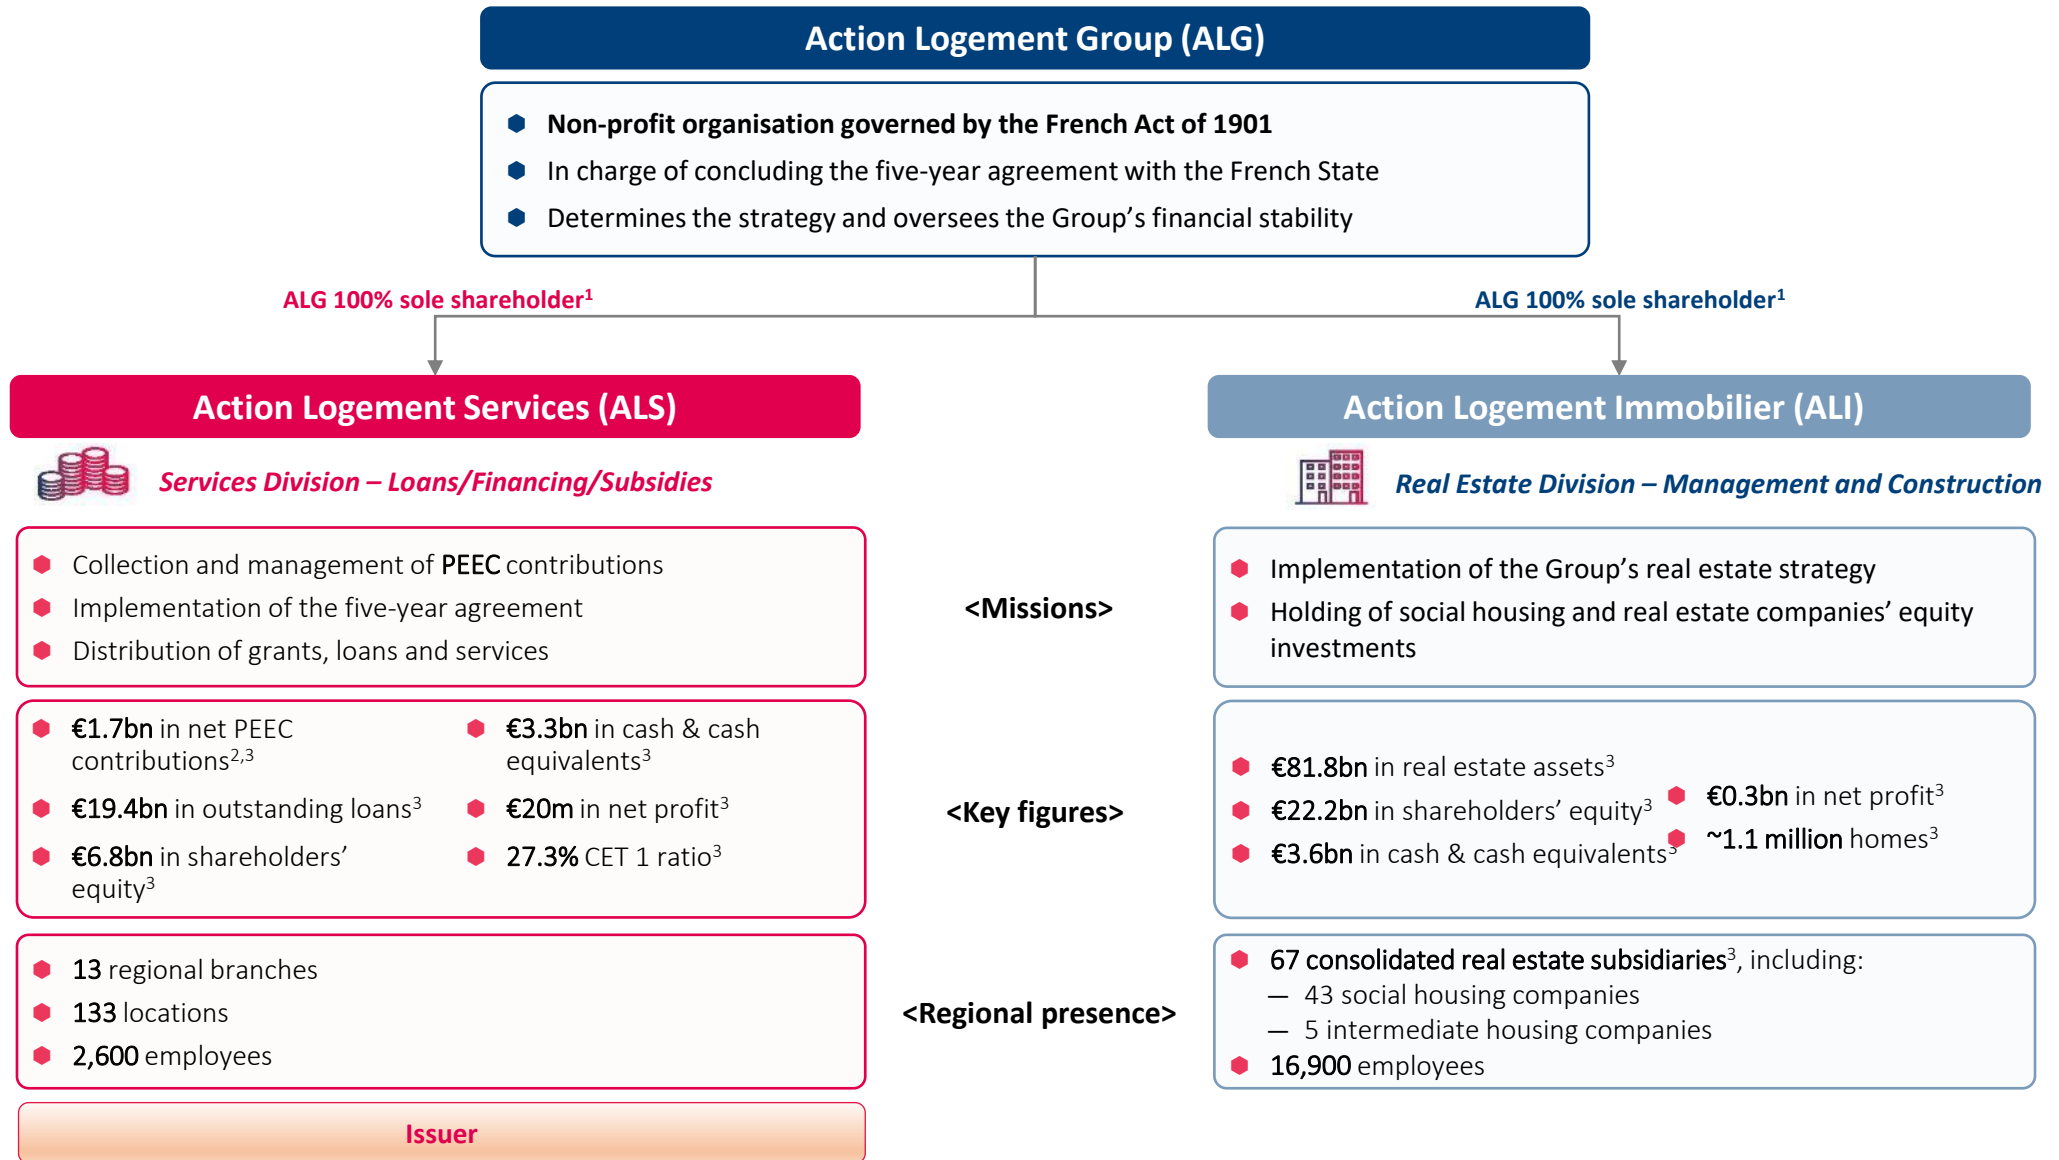 Action Logement Group (ALG)
Non-profit organisation governed by the French Act of 1901
In charge of concluding the five-year agreement with the French State
Determines the strategy and oversees the Group’s financial stability
ALG 100% sole shareholder¹
ALG 100% sole shareholder¹
Action Logement Services (ALS)
Services Division – Loans/Financing/Subsidies
Collection and management of PEEC contributions
Implementation of the five-year agreement
Distribution of grants, loans and services
€1.7bn in net PEEC
contributions²,³
€19.4bn in outstanding loans³
€6.8bn in shareholders’
equity³
€3.3bn in cash & cash
equivalents³
€20m in net profit³
27.3% CET 1 ratio³
13 regional branches
133 locations
2,600 employees
Issuer
<Missions>
<Key figures>
<Regional presence>
Action Logement Immobilier (ALI)
Real Estate Division – Management and Construction
Implementation of the Group’s real estate strategy
Holding of social housing and real estate companies’ equity
investments
€81.8bn in real estate assets³
€22.2bn in shareholders’ equity³
€3.6bn in cash & cash equivalents³
€0.3bn in net profit³
~1.1 million homes³
67 consolidated real estate subsidiaries³, including:
— 43 social housing companies
— 5 intermediate housing companies
16,900 employees